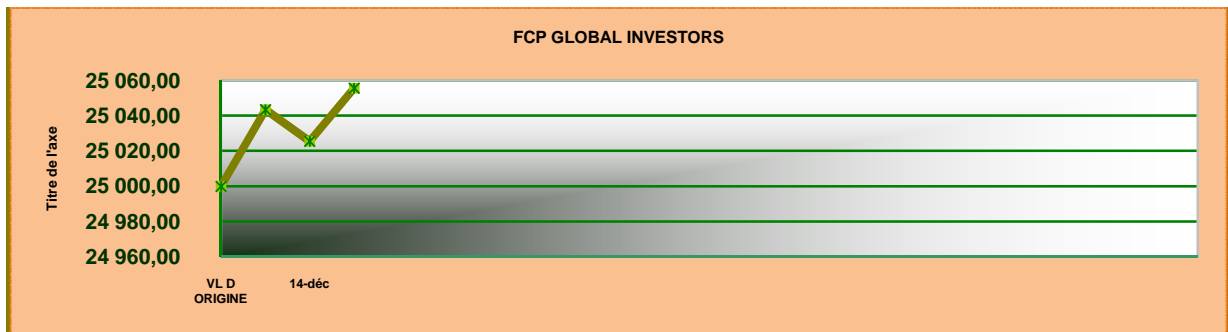 FCP GLOBAL INVESTORS
Titre de l'axe
25 060,00
25 040,00
25 020,00
25 000,00
24 980,00
24 960,00
VL D
ORIGINE
14-déc